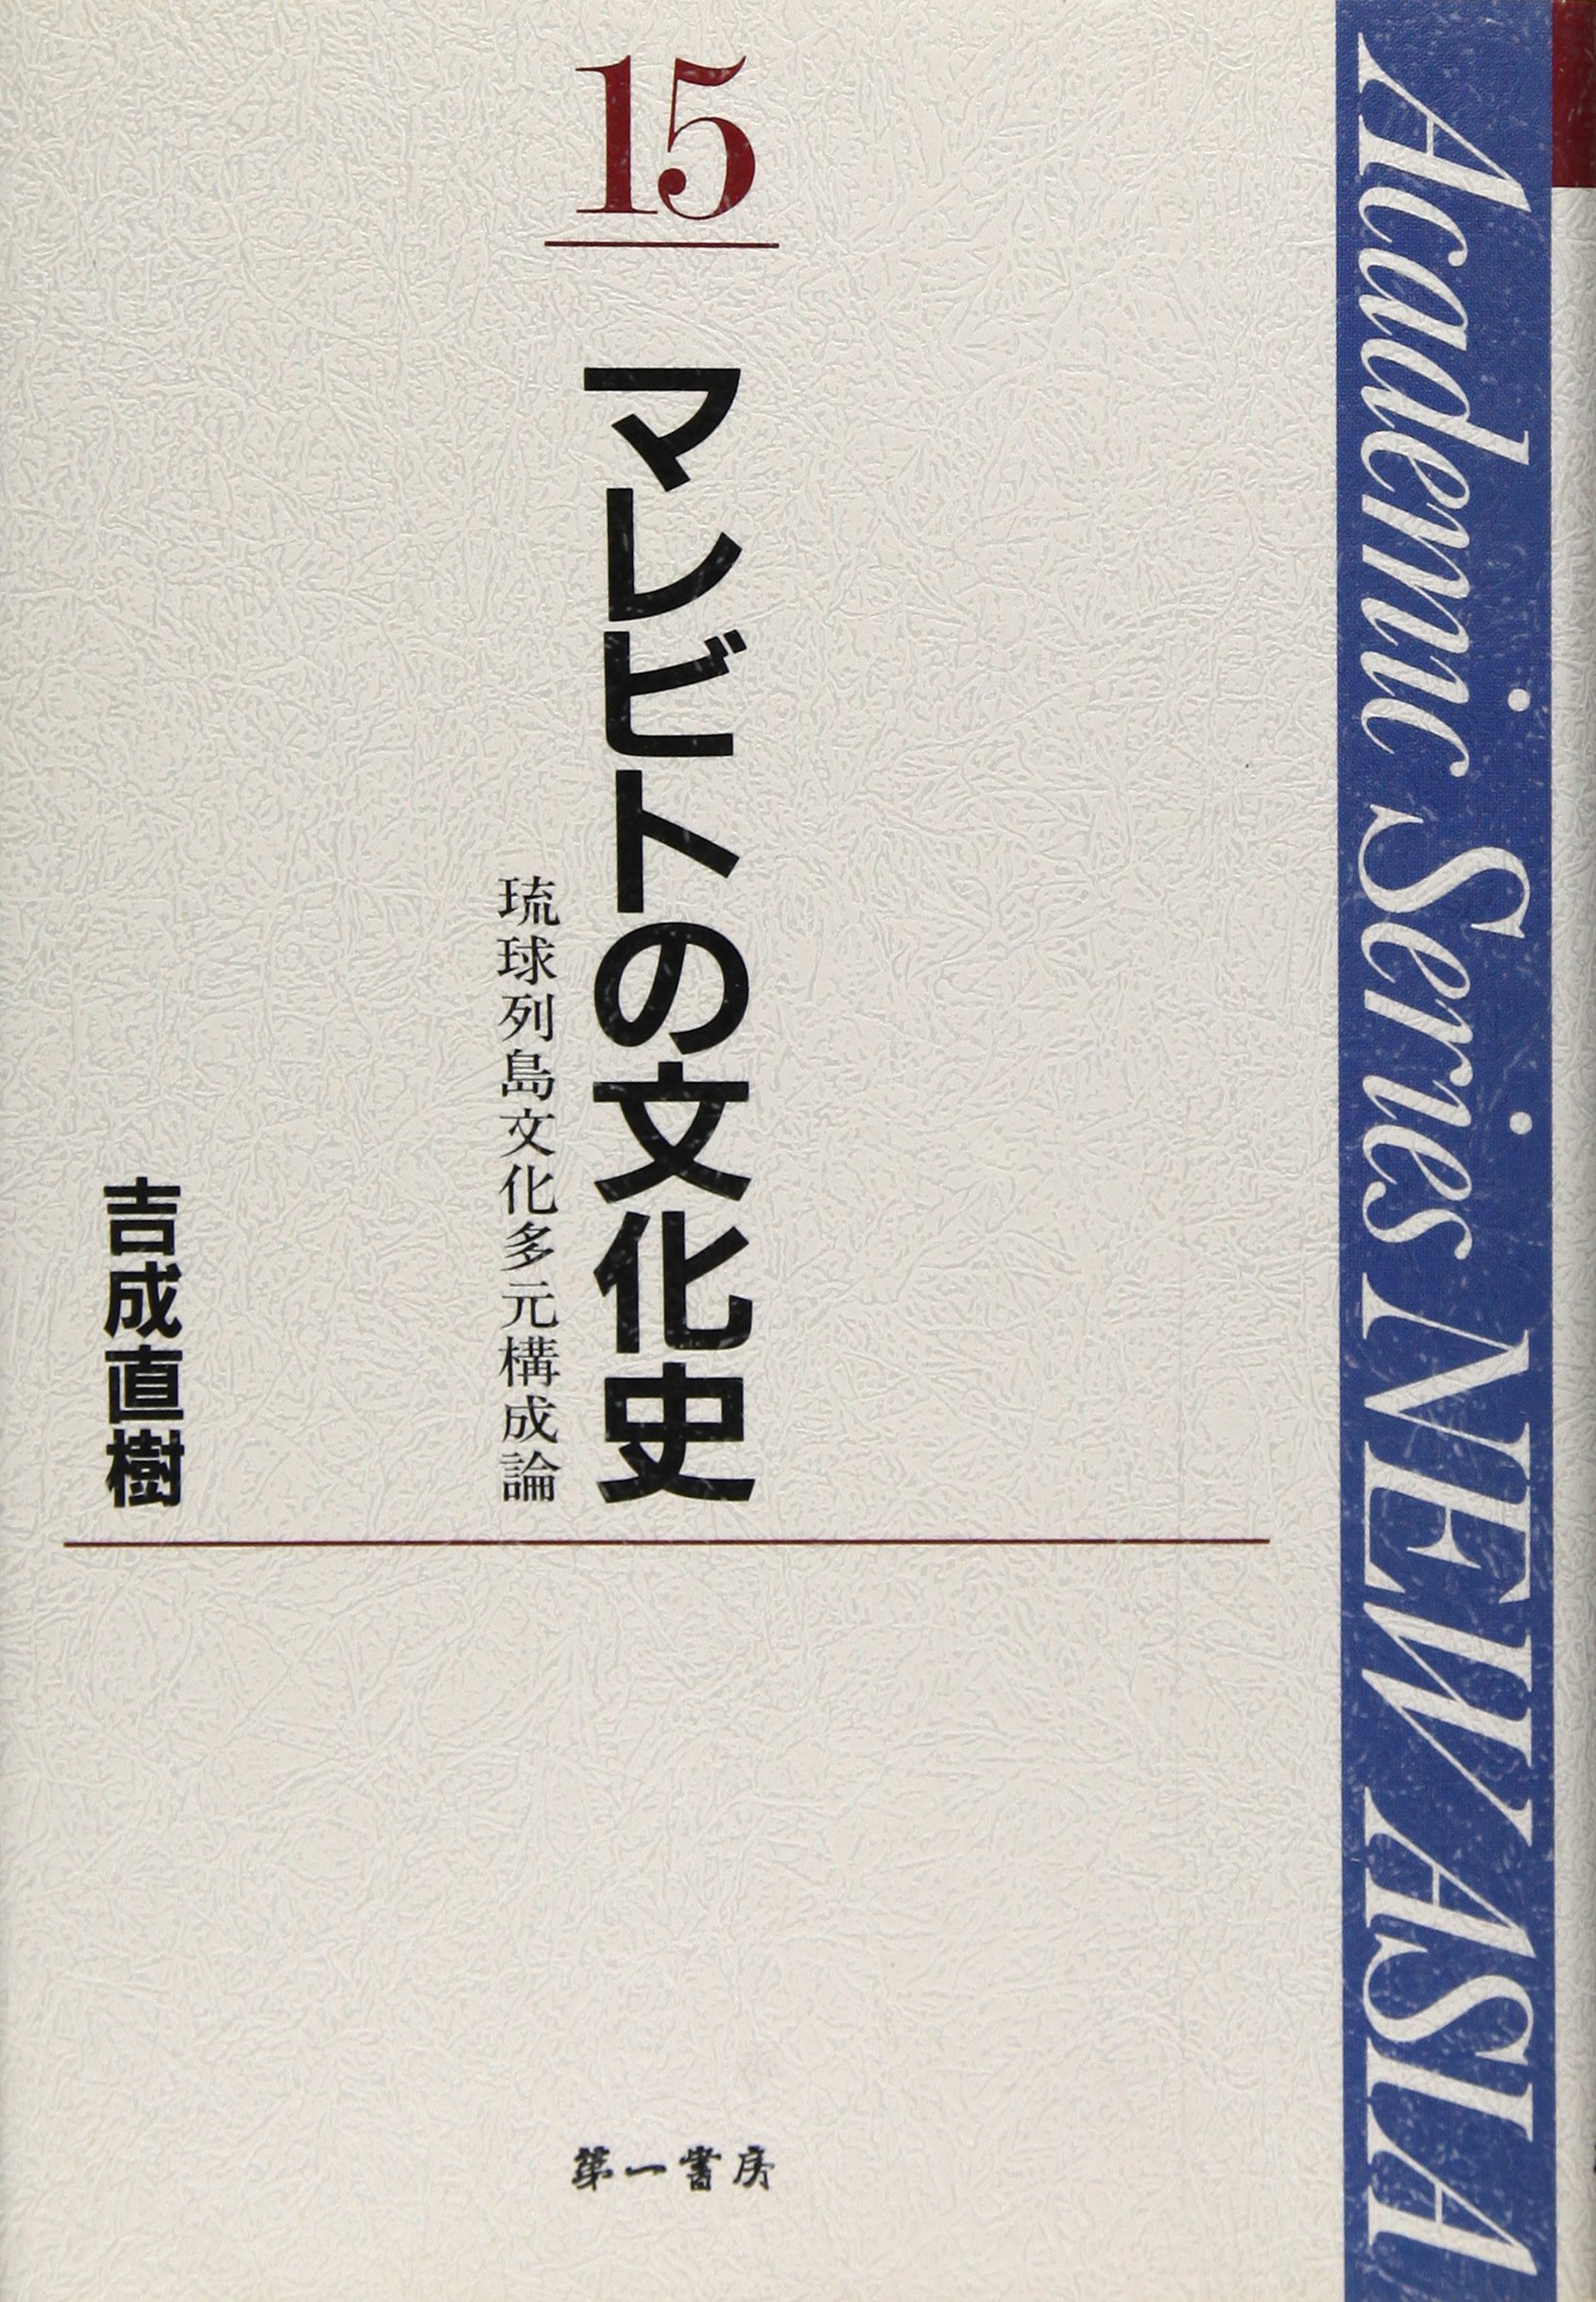 Academic Series NEW ASIA
15
マレビトの文化史
琉球列島文化多元構成論
吉成直樹
第一書房